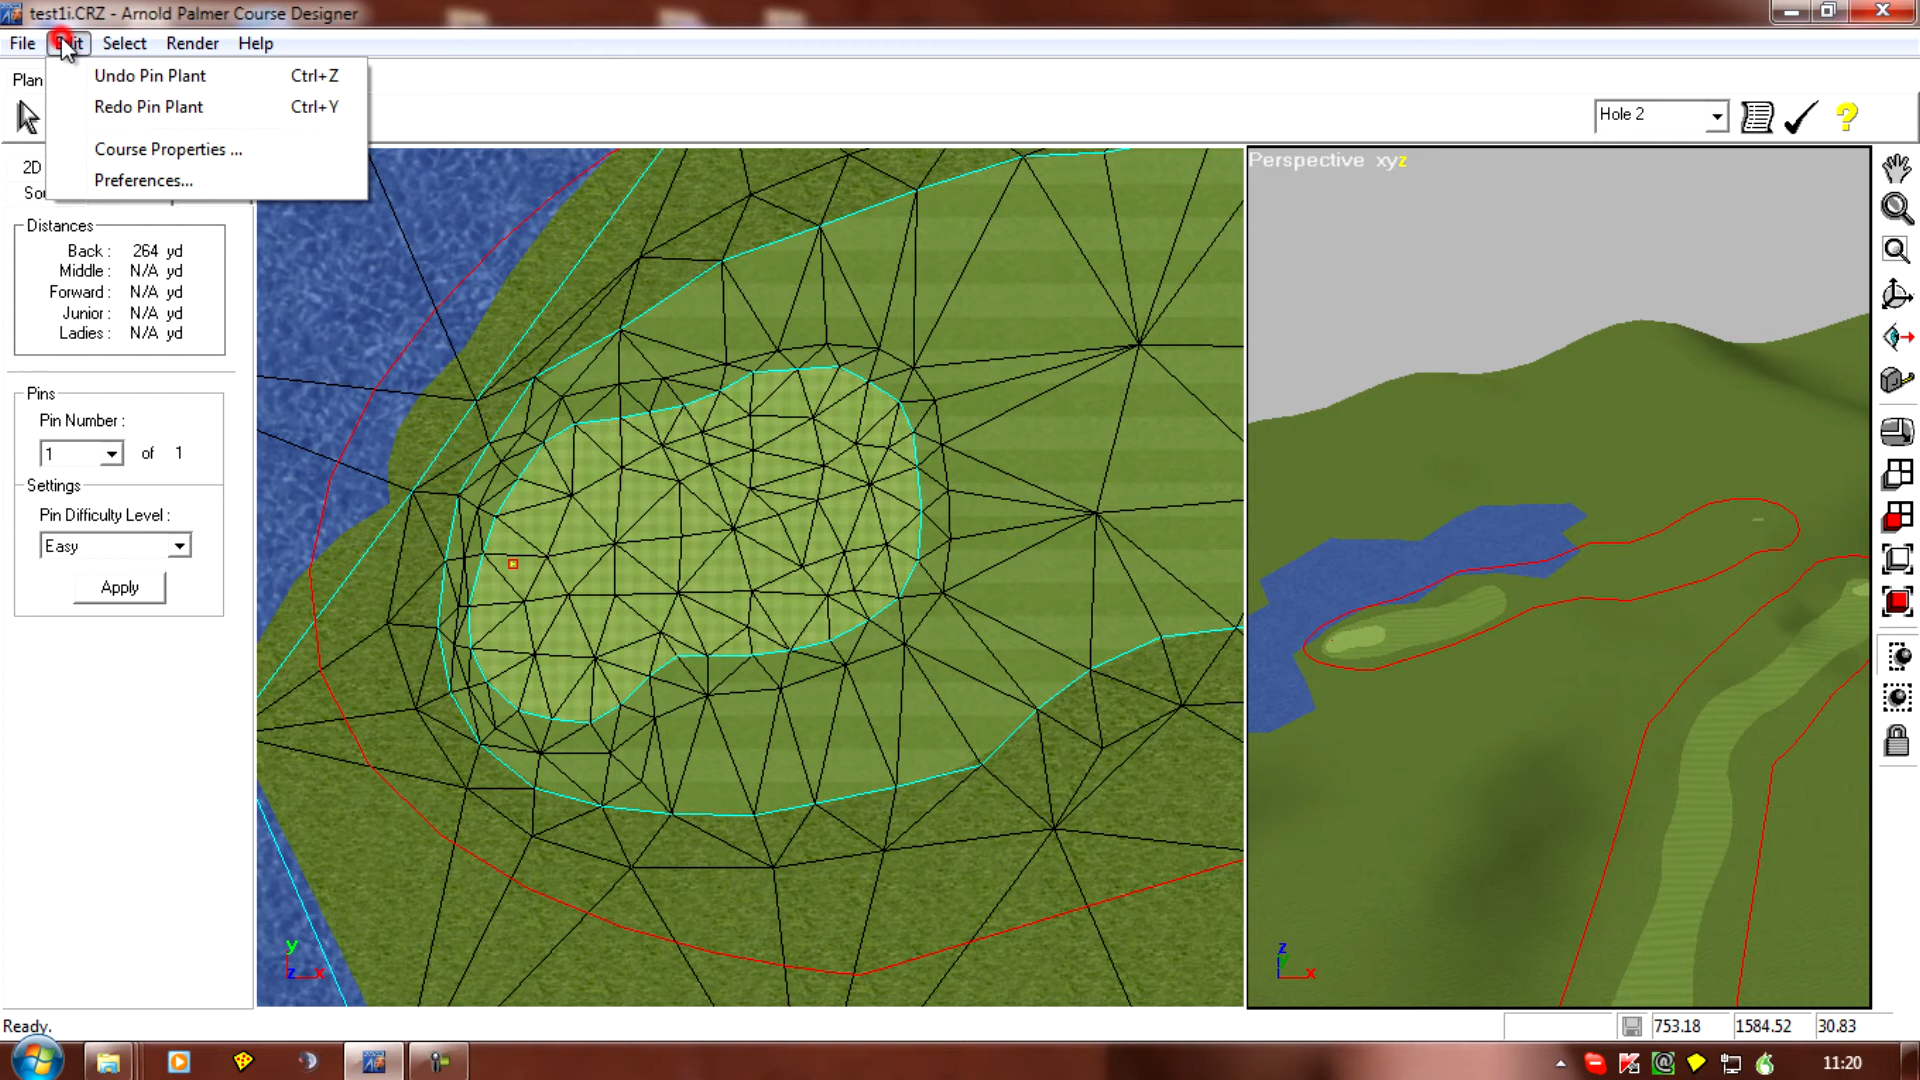 test1i.CRZ - Arnold Palmer Course Designer
File Edit Select Render Help
Undo Pin Plant Ctrl+Z
Redo Pin Plant Ctrl+Y
Course Properties ...
Preferences...
Plan
Hole 2
2D
Sou
Perspective xyz
Distances
Back : 264 yd
Middle : N/A yd
Forward : N/A yd
Junior : N/A yd
Ladies : N/A yd
Pins
Pin Number :
1 of 1
Settings
Pin Difficulty Level :
Easy
Apply
y
z x
z
y
x
Ready.
753.18 1584.52 30.83
11:20